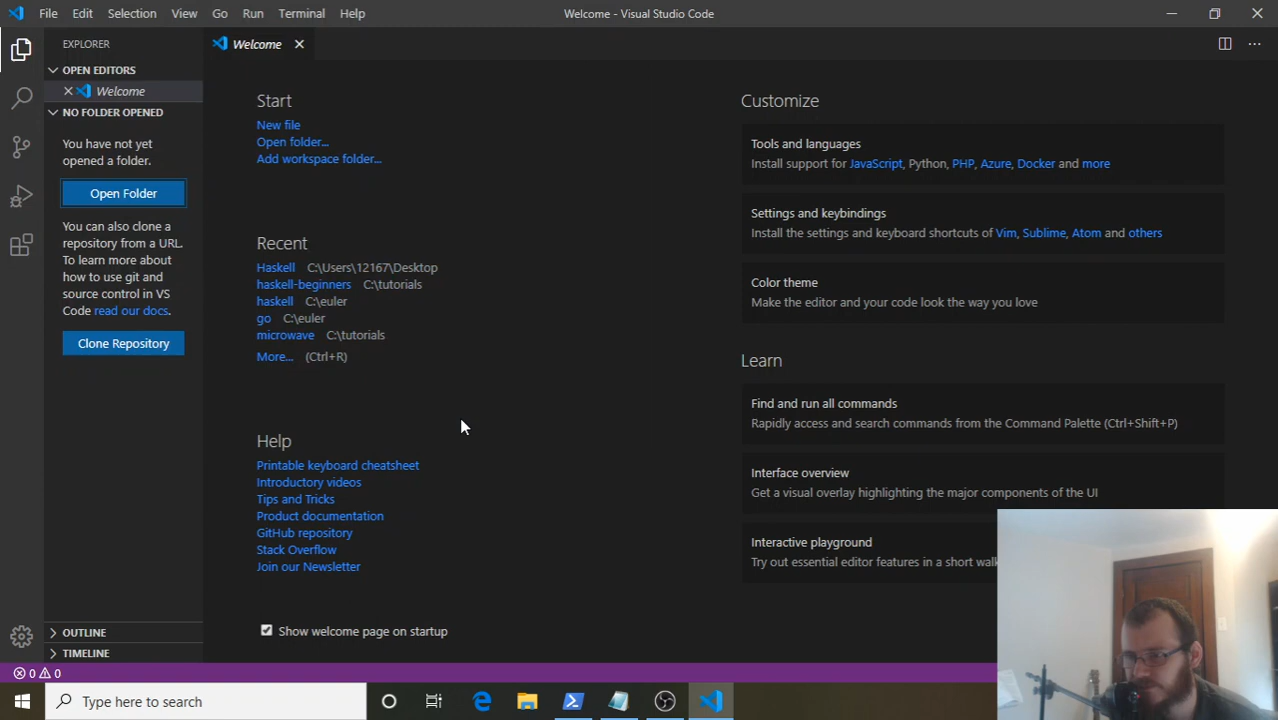 File Edit Selection View Go Run Terminal Help
Welcome - Visual Studio Code
EXPLORER
OPEN EDITORS
Welcome
NO FOLDER OPENED
You have not yet
opened a folder.
Open Folder
You can also clone a
repository from a URL.
To learn more about
how to use git and
source control in VS
Code read our docs.
Clone Repository
OUTLINE
TIMELINE
Welcome
Start
New file
Open folder...
Add workspace folder...
Recent
Haskell C:\Users\12167\Desktop
haskell-beginners C:\tutorials
haskell C:\euler
go C:\euler
microwave C:\tutorials
More... (Ctrl+R)
Help
Printable keyboard cheatsheet
Introductory videos
Tips and Tricks
Product documentation
GitHub repository
Stack Overflow
Join our Newsletter
Show welcome page on startup
Customize
Tools and languages
Install support for JavaScript, Python, PHP, Azure, Docker and more
Settings and keybindings
Install the settings and keyboard shortcuts of Vim, Sublime, Atom and others
Color theme
Make the editor and your code look the way you love
Learn
Find and run all commands
Rapidly access and search commands from the Command Palette (Ctrl+Shift+P)
Interface overview
Get a visual overlay highlighting the major components of the UI
Interactive playground
Try out essential editor features in a short
0 0
Type here to search